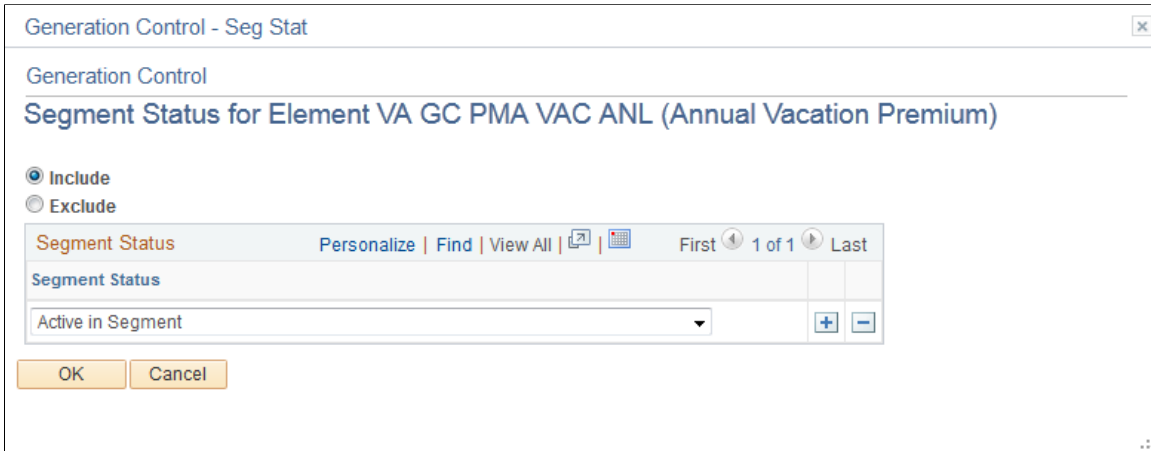 Generation Control - Seg Stat
Generation Control
Segment Status for Element VA GC PMA VAC ANL (Annual Vacation Premium)
Include
Exclude
Segment Status Personalize | Find | View All | | First 1 of 1 Last
Segment Status
Active in Segment
OK Cancel